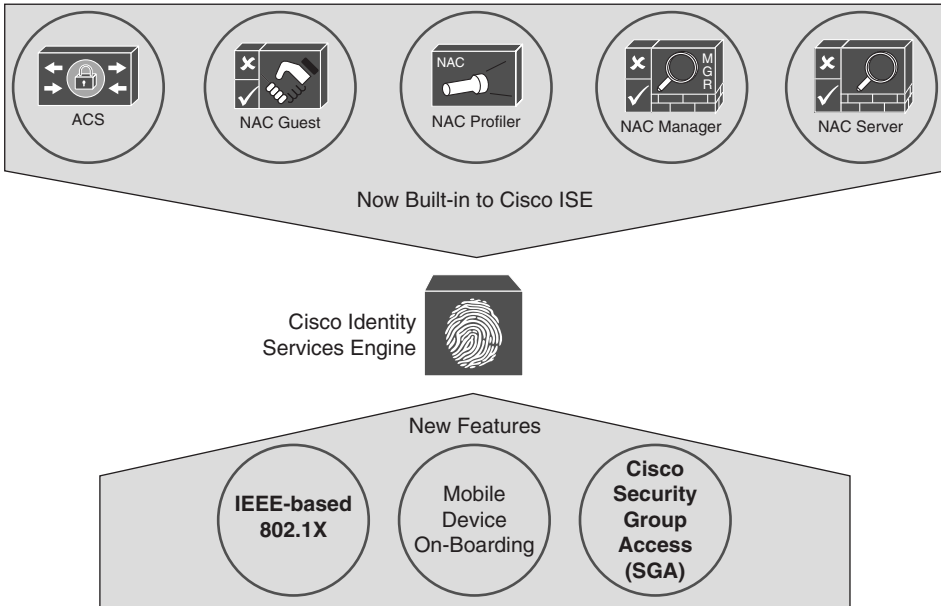 NAC
M
G
R
ACS
NAC Guest
NAC Profiler
NAC Manager
NAC Server
Now Built-in to Cisco ISE
Cisco Identity
Services Engine
New Features
IEEE-based
802.1X
Mobile
Device
On-Boarding
Cisco
Security
Group
Access
(SGA)